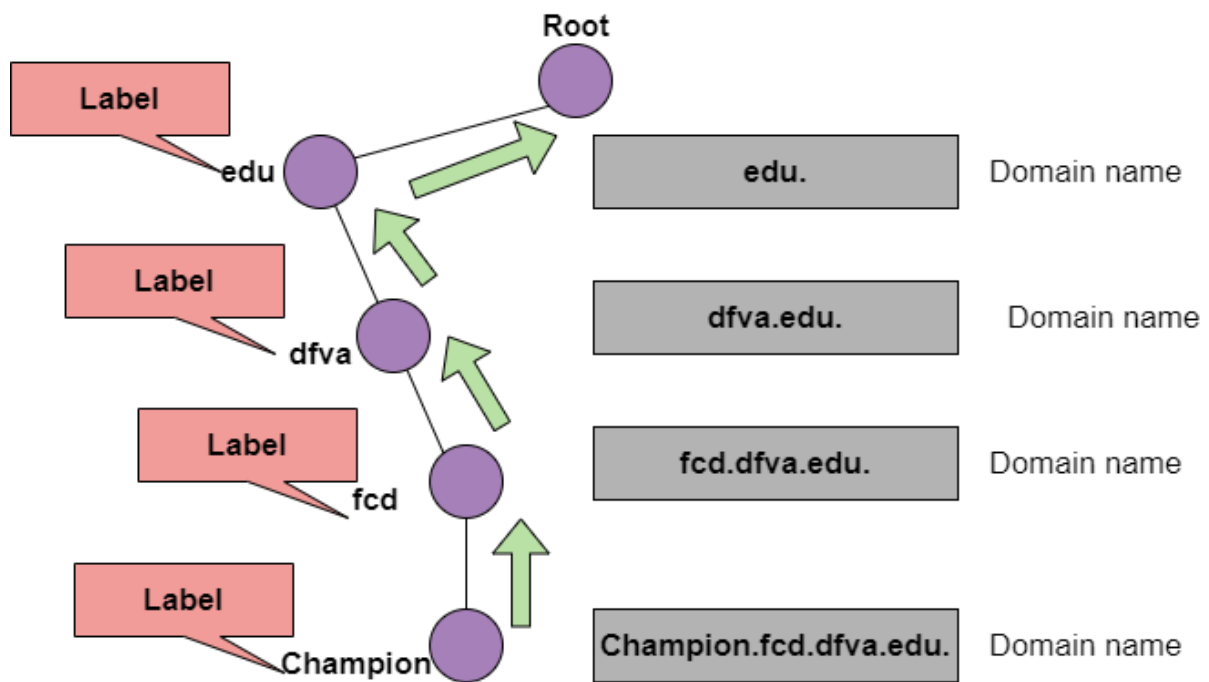 Root
Label
edu
edu.
Domain name
Label
dfva
dfva.edu.
Domain name
Label
fcd
fcd.dfva.edu.
Domain name
Label
Champion
Champion.fcd.dfva.edu.
Domain name